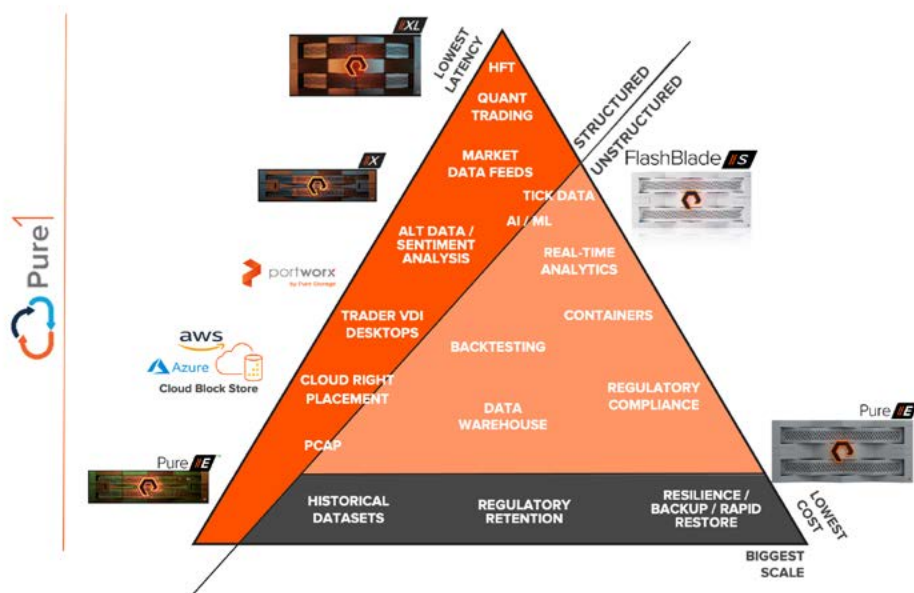 Pure1
//XL
//X
portworx
by Pure Storage
aws
Azure
Cloud Block Store
Pure //E™
LOWEST
LATENCY
HFT
QUANT
TRADING
MARKET
DATA FEEDS
STRUCTURED
UNSTRUCTURED
FlashBlade //S
TICK DATA
AI / ML
ALT DATA /
SENTIMENT
ANALYSIS
REAL-TIME
ANALYTICS
TRADER VDI
DESKTOPS
CONTAINERS
BACKTESTING
CLOUD RIGHT
PLACEMENT
REGULATORY
COMPLIANCE
DATA
WAREHOUSE
PCAP
Pure //E
HISTORICAL
DATASETS
REGULATORY
RETENTION
RESILIENCE /
BACKUP / RAPID
RESTORE
LOWEST
COST
BIGGEST
SCALE